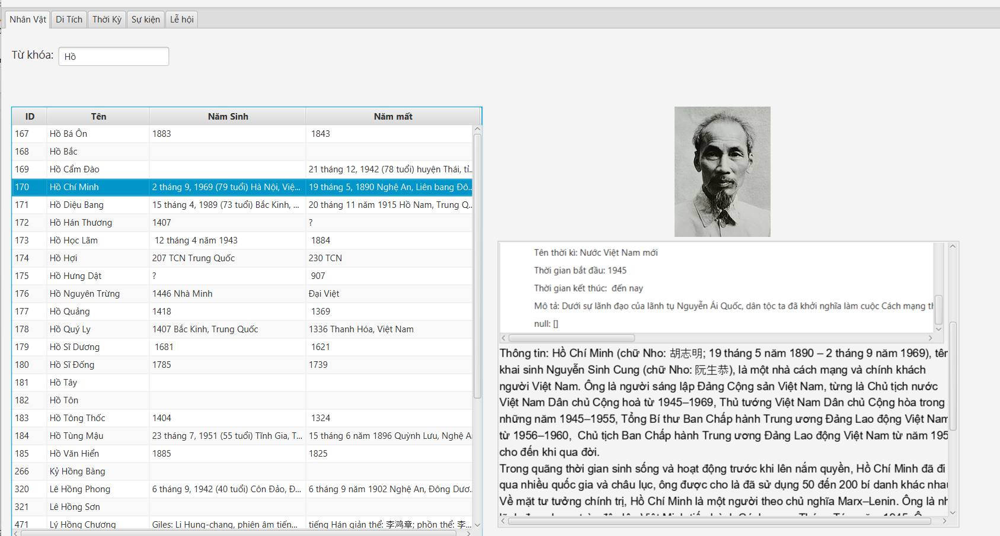 Nhân Vật Di Tích Thời Kỳ Sự kiện Lễ hội
Từ khóa: Hồ
ID Tên Năm Sinh Năm mất
167 Hồ Bá Ôn 1883 1843
168 Hồ Bắc
169 Hồ Cẩm Đào 21 tháng 12, 1942 (78 tuổi) huyện Thái, tỉ...
170 Hồ Chí Minh 2 tháng 9, 1969 (79 tuổi) Hà Nội, Việ... 19 tháng 5, 1890 Nghệ An, Liên bang Đô...
171 Hồ Diệu Bang 15 tháng 4, 1989 (73 tuổi) Bắc Kinh, ... 20 tháng 11 năm 1915 Hồ Nam, Trung Q...
172 Hồ Hán Thương 1407 ?
173 Hồ Học Lãm 12 tháng 4 năm 1943 1884
174 Hồ Hợi 207 TCN Trung Quốc 230 TCN
175 Hồ Hưng Dật ? 907
176 Hồ Nguyên Trừng 1446 Nhà Minh Đại Việt
177 Hồ Quảng 1418 1369
178 Hồ Quý Ly 1407 Bắc Kinh, Trung Quốc 1336 Thanh Hóa, Việt Nam
179 Hồ Sĩ Dương 1681 1621
180 Hồ Sĩ Đống 1785 1739
181 Hồ Tây
182 Hồ Tôn
183 Hồ Tông Thốc 1404 1324
184 Hồ Tùng Mậu 23 tháng 7, 1951 (55 tuổi) Tĩnh Gia, T... 15 tháng 6 năm 1896 Quỳnh Lưu, Nghệ A
185 Hồ Văn Hiển 1885 1825
266 Kỷ Hồng Bàng
320 Lê Hồng Phong 6 tháng 9, 1942 (40 tuổi) Côn Đảo, Đ... 6 tháng 9 năm 1902 Nghệ An, Đông Dươ...
321 Lê Hồng Sơn
471 Lý Hồng Chương Giles: Li Hung-chang, phiên âm tiến... tiếng Hán giản thể: 李鸿章; phồn thể: 李...
Tên thời kì: Nước Việt Nam mới
Thời gian bắt đầu: 1945
Thời gian kết thúc: đến nay
Mô tả: Dưới sự lãnh đạo của lãnh tụ Nguyễn Ái Quốc, dân tộc ta đã khởi nghĩa làm cuộc Cách mạng th
null: []
Thông tin: Hồ Chí Minh (chữ Nho: 胡志明; 19 tháng 5 năm 1890 – 2 tháng 9 năm 1969), tên
khai sinh Nguyễn Sinh Cung (chữ Nho: 阮生恭), là một nhà cách mạng và chính khách
người Việt Nam. Ông là người sáng lập Đảng Cộng sản Việt Nam, từng là Chủ tịch nước
Việt Nam Dân chủ Cộng hoà từ 1945–1969, Thủ tướng Việt Nam Dân chủ Cộng hòa trong
những năm 1945–1955, Tổng Bí thư Ban Chấp hành Trung ương Đảng Lao động Việt Nam
từ 1956–1960, Chủ tịch Ban Chấp hành Trung ương Đảng Lao động Việt Nam từ năm 195
cho đến khi qua đời.
Trong quãng thời gian sinh sống và hoạt động trước khi lên nắm quyền, Hồ Chí Minh đã đi
qua nhiều quốc gia và châu lục, ông được cho là đã sử dụng 50 đến 200 bí danh khác nhau
Về mặt tư tưởng chính trị, Hồ Chí Minh là một người theo chủ nghĩa Marx–Lenin. Ông là nh